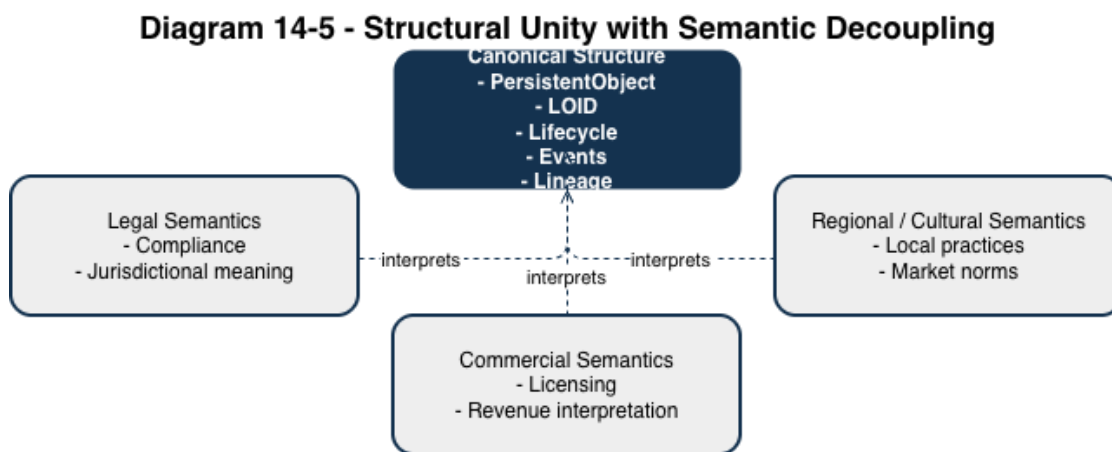 Diagram 14-5 - Structural Unity with Semantic Decoupling
Canonical Structure
- PersistentObject
- LOID
- Lifecycle
- Events
- Lineage
Legal Semantics
- Compliance
- Jurisdictional meaning
Regional / Cultural Semantics
- Local practices
- Market norms
interprets
interprets
interprets
Commercial Semantics
- Licensing
- Revenue interpretation